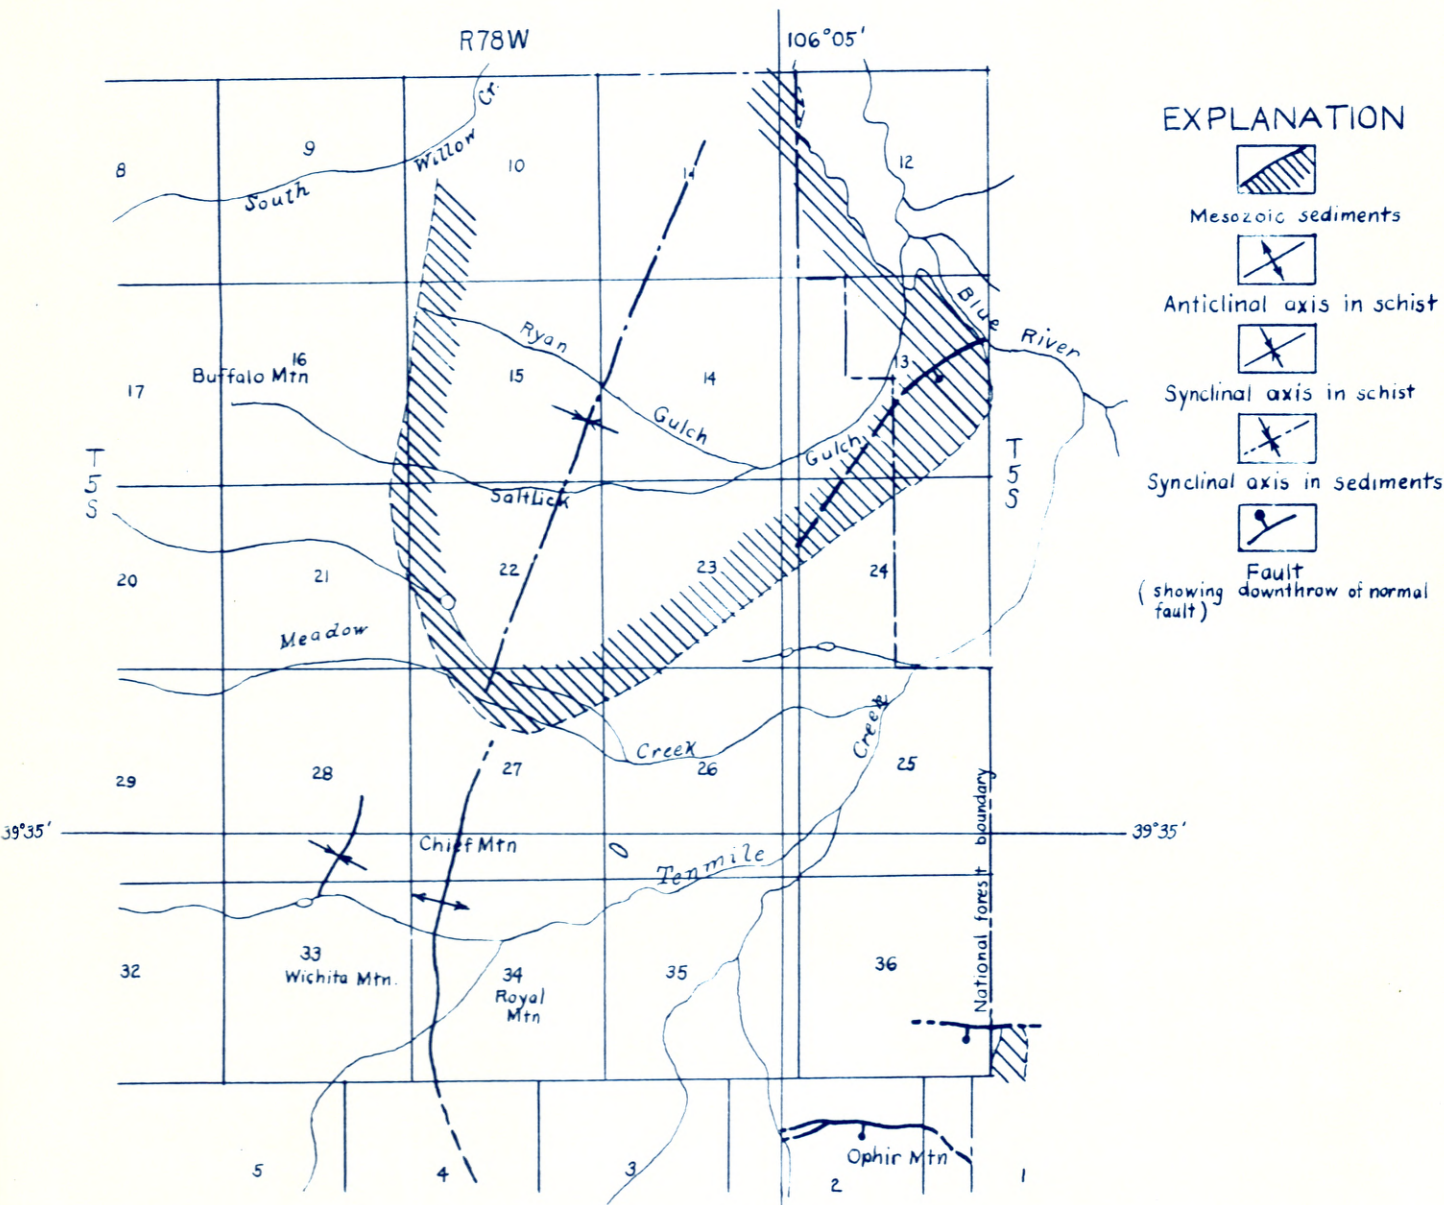 R78W
106°05'
EXPLANATION
Mesozoic sediments
Anticlinal axis in schist
Synclinal axis in schist
Synclinal axis in sediments
Fault
(showing downthrow of normal
fault)
8
9
10
11
12
South Willow Cr.
17
16
Buffalo Mtn
15
14
13
Ryan Gulch
Blue River
T
5
S
Saltlick Gulch
T
5
S
20
21
22
23
24
Meadow Creek
29
28
27
26
25
39°35'
39°35'
Chief Mtn
Tenmile Creek
National forest boundary
32
33
Wichita Mtn.
34
Royal
Mtn
35
36
5
4
3
2
1
Ophir Mtn